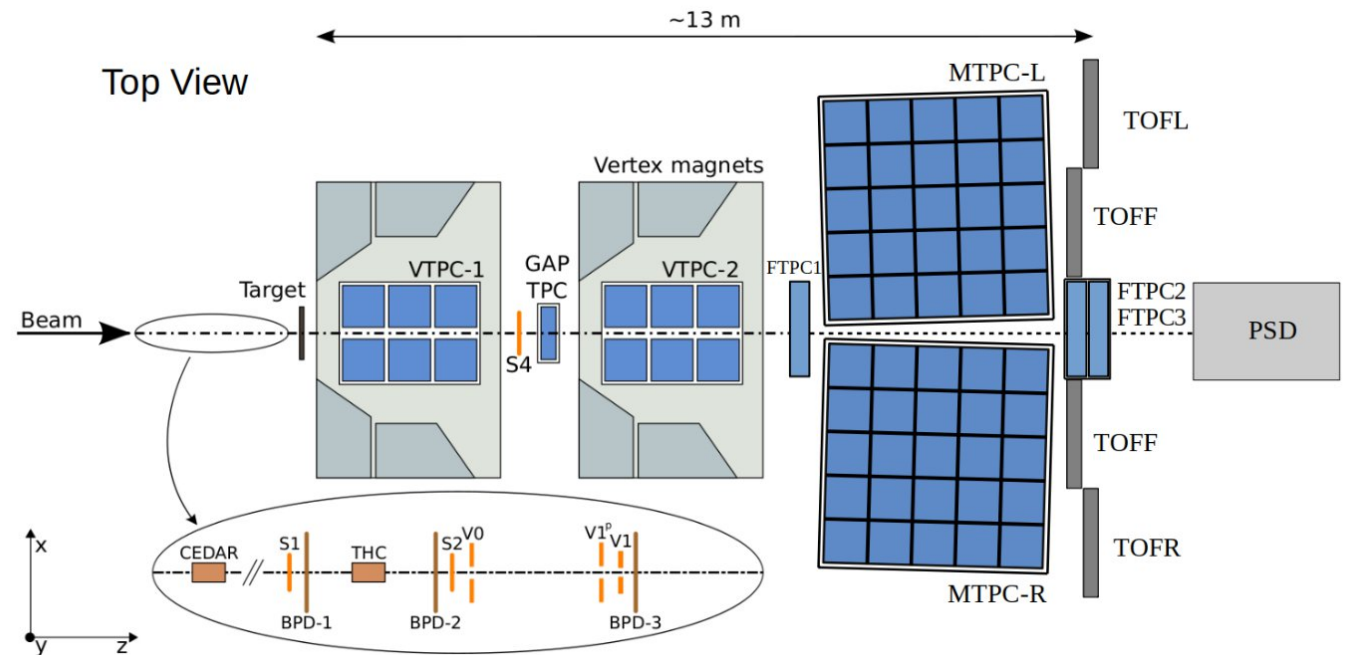 ~13 m
Top View
MTPC-L
TOFL
Vertex magnets
TOFF
VTPC-1
GAP
TPC
VTPC-2
FTPC1
Target
FTPC2
FTPC3
Beam
PSD
S4
TOFF
x
CEDAR
S1
THC
S2
V0
V1ᵖ
V1
TOFR
MTPC-R
BPD-1
BPD-2
BPD-3
y
z